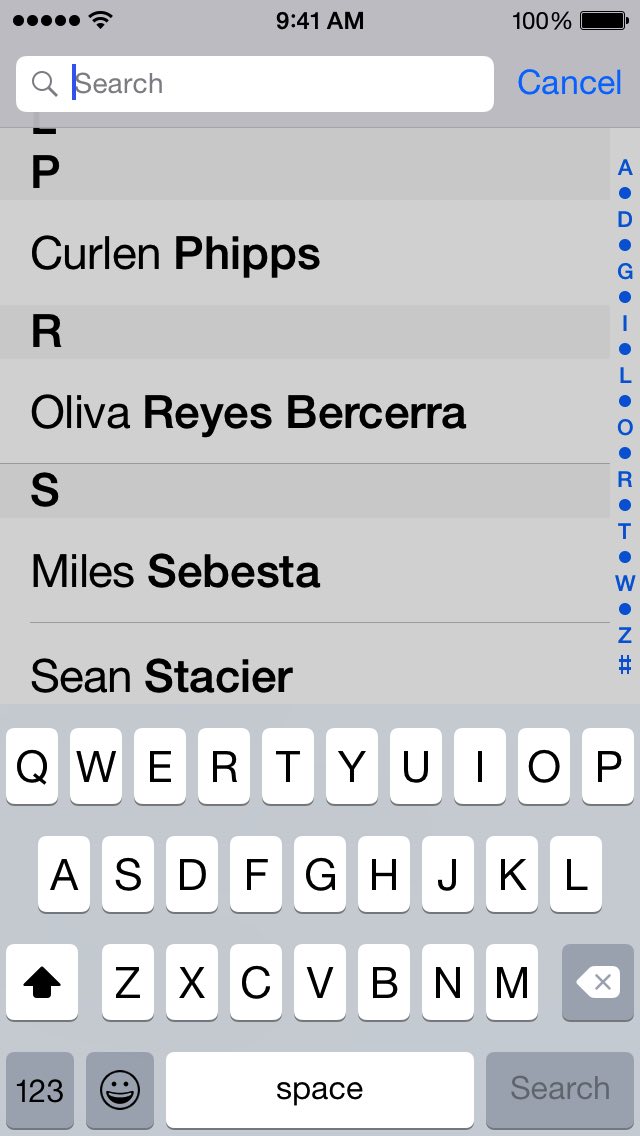 9:41 AM 100%
Search Cancel
P
Curlen Phipps
R
Oliva Reyes Bercerra
S
Miles Sebesta
Sean Stacier
A
D
G
I
L
O
R
T
W
Z
#
Q W E R T Y U I O P
A S D F G H J K L
Z X C V B N M
123 space Search